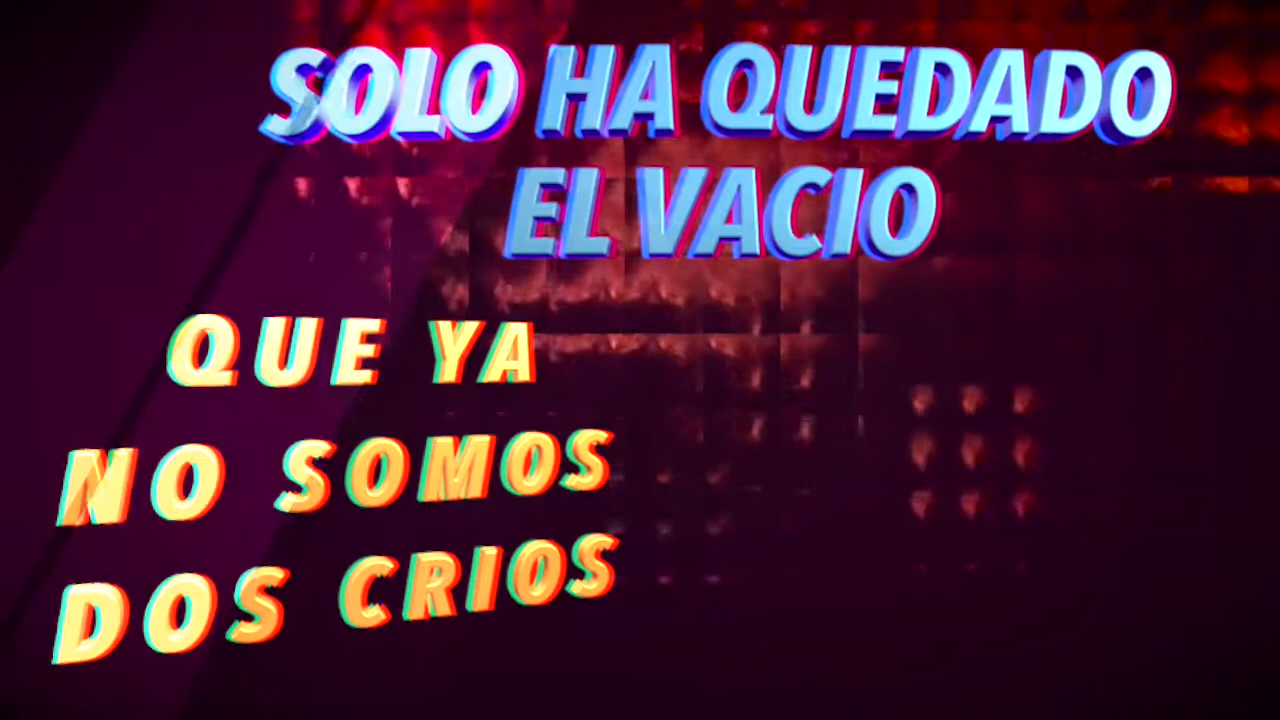 SOLO HA QUEDADO
EL VACIO
QUE YA
NO SOMOS
DOS CRIOS